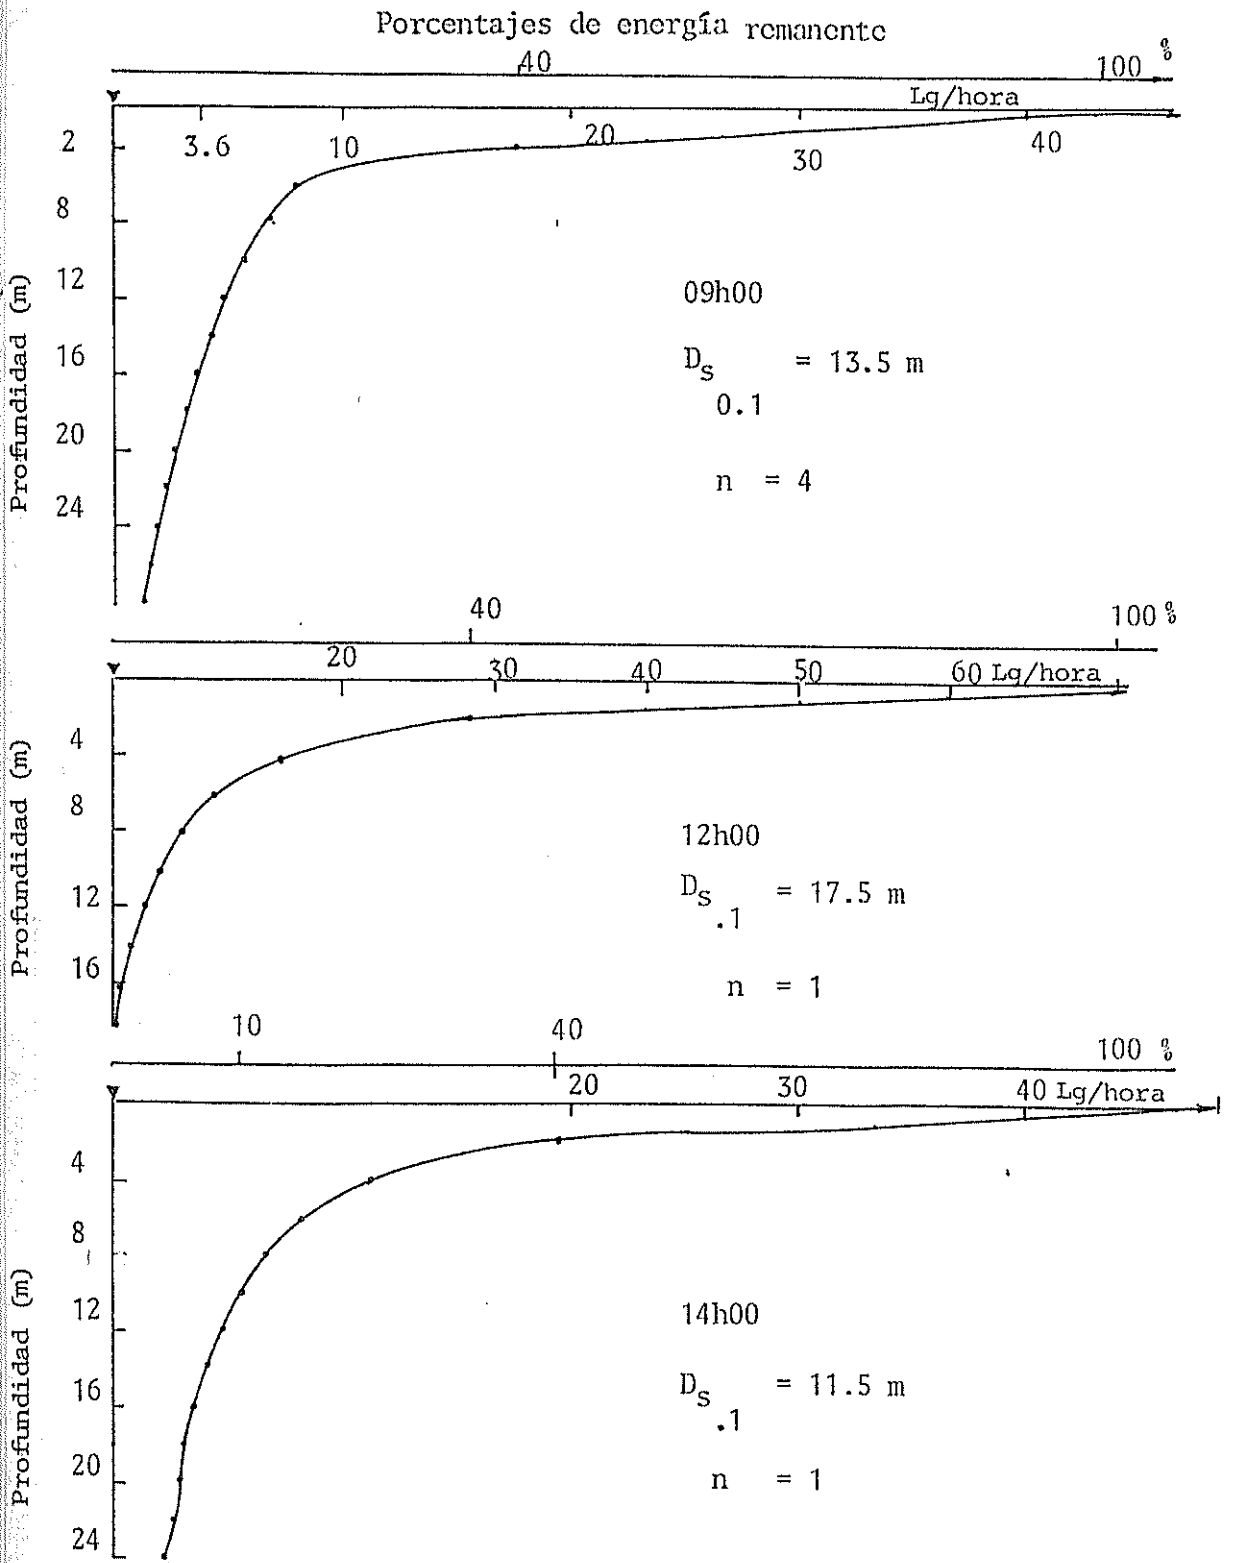 Porcentajes de energía remanente
40 100 %
Lg/hora
3.6 10 20 30 40
2
8
12
16
20
24
Profundidad (m)
09h00
Ds = 13.5 m
0.1
n = 4
40 100 %
20 30 40 50 60 Lg/hora
4
8
12
16
Profundidad (m)
12h00
Ds = 17.5 m
.1
n = 1
10 40 100 %
20 30 40 Lg/hora
4
8
12
16
20
24
Profundidad (m)
14h00
Ds = 11.5 m
.1
n = 1